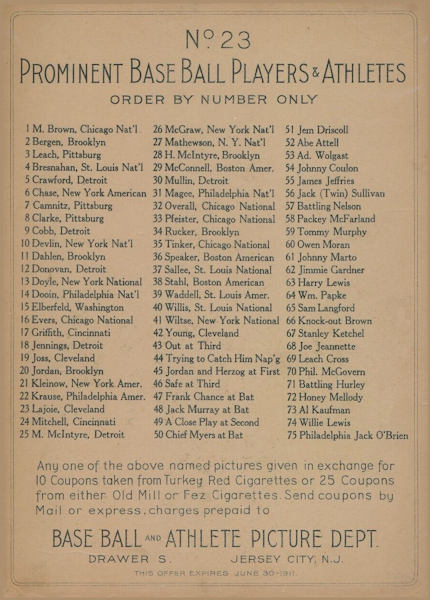 No. 23
PROMINENT BASE BALL PLAYERS & ATHLETES
ORDER BY NUMBER ONLY
1 M. Brown, Chicago Nat'l
2 Bergen, Brooklyn
3 Leach, Pittsburg
4 Bresnahan, St. Louis Nat'l
5 Crawford, Detroit
6 Chase, New York American
7 Camnitz, Pittsburg
8 Clarke, Pittsburg
9 Cobb, Detroit
10 Devlin, New York Nat'l
11 Dahlen, Brooklyn
12 Donovan, Detroit
13 Doyle, New York National
14 Dooin, Philadelphia Nat'l
15 Elberfeld, Washington
16 Evers, Chicago National
17 Griffith, Cincinnati
18 Jennings, Detroit
19 Joss, Cleveland
20 Jordan, Brooklyn
21 Kleinow, New York Amer.
22 Krause, Philadelphia Amer.
23 Lajoie, Cleveland
24 Mitchell, Cincinnati
25 M. McIntyre, Detroit
26 McGraw, New York Nat'l
27 Mathewson, N. Y. Nat'l
28 H. McIntyre, Brooklyn
29 McConnell, Boston Amer.
30 Mullin, Detroit
31 Magee, Philadelphia Nat'l
32 Overall, Chicago National
33 Pfeister, Chicago National
34 Rucker, Brooklyn
35 Tinker, Chicago National
36 Speaker, Boston American
37 Sallee, St. Louis National
38 Stahl, Boston American
39 Waddell, St. Louis Amer.
40 Willis, St. Louis National
41 Wiltse, New York National
42 Young, Cleveland
43 Out at Third
44 Trying to Catch Him Nap'g
45 Jordan and Herzog at First
46 Safe at Third
47 Frank Chance at Bat
48 Jack Murray at Bat
49 A Close Play at Second
50 Chief Myers at Bat
51 Jem Driscoll
52 Abe Attell
53 Ad. Wolgast
54 Johnny Coulon
55 James Jeffries
56 Jack (Twin) Sullivan
57 Battling Nelson
58 Packey McFarland
59 Tommy Murphy
60 Owen Moran
61 Johnny Marto
62 Jimmie Gardner
63 Harry Lewis
64 Wm. Papke
65 Sam Langford
66 Knock-out Brown
67 Stanley Ketchel
68 Joe Jeannette
69 Leach Cross
70 Phil. McGovern
71 Battling Hurley
72 Honey Mellody
73 Al Kaufman
74 Willie Lewis
75 Philadelphia Jack O'Brien
Any one of the above named pictures given in exchange for
10 Coupons taken from Turkey Red Cigarettes or 25 Coupons
from either Old Mill or Fez Cigarettes. Send coupons by
Mail or express, charges prepaid to
BASE BALL AND ATHLETE PICTURE DEPT.
DRAWER S. JERSEY CITY, N.J.
THIS OFFER EXPIRES JUNE 30-1911.